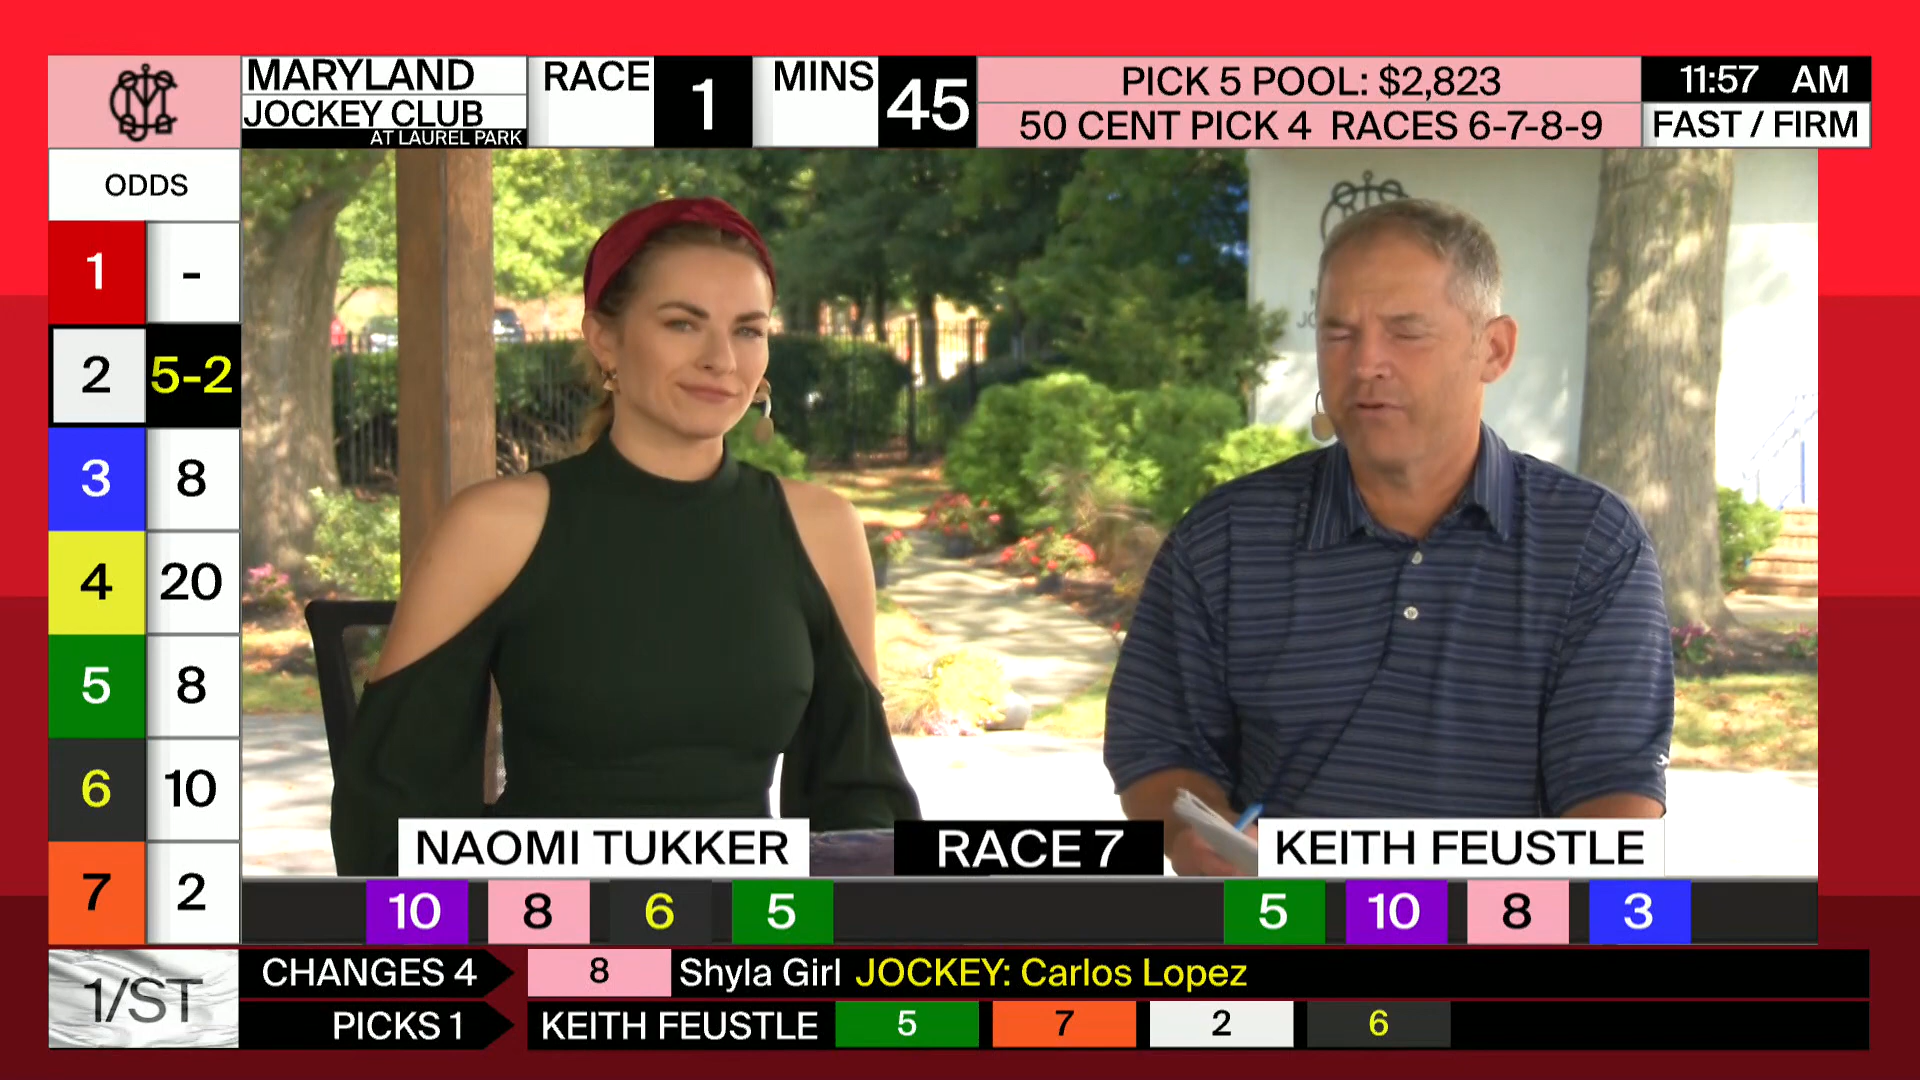 MARYLAND
JOCKEY CLUB
AT LAUREL PARK
RACE 1
MINS 45
PICK 5 POOL: $2,823
50 CENT PICK 4 RACES 6-7-8-9
11:57 AM
FAST / FIRM
ODDS
1 -
2 5-2
3 8
4 20
5 8
6 10
7 2
NAOMI TUKKER
RACE 7
KEITH FEUSTLE
10 8 6 5
5 10 8 3
1/ST
CHANGES 4
8 Shyla Girl JOCKEY: Carlos Lopez
PICKS 1
KEITH FEUSTLE 5 7 2 6